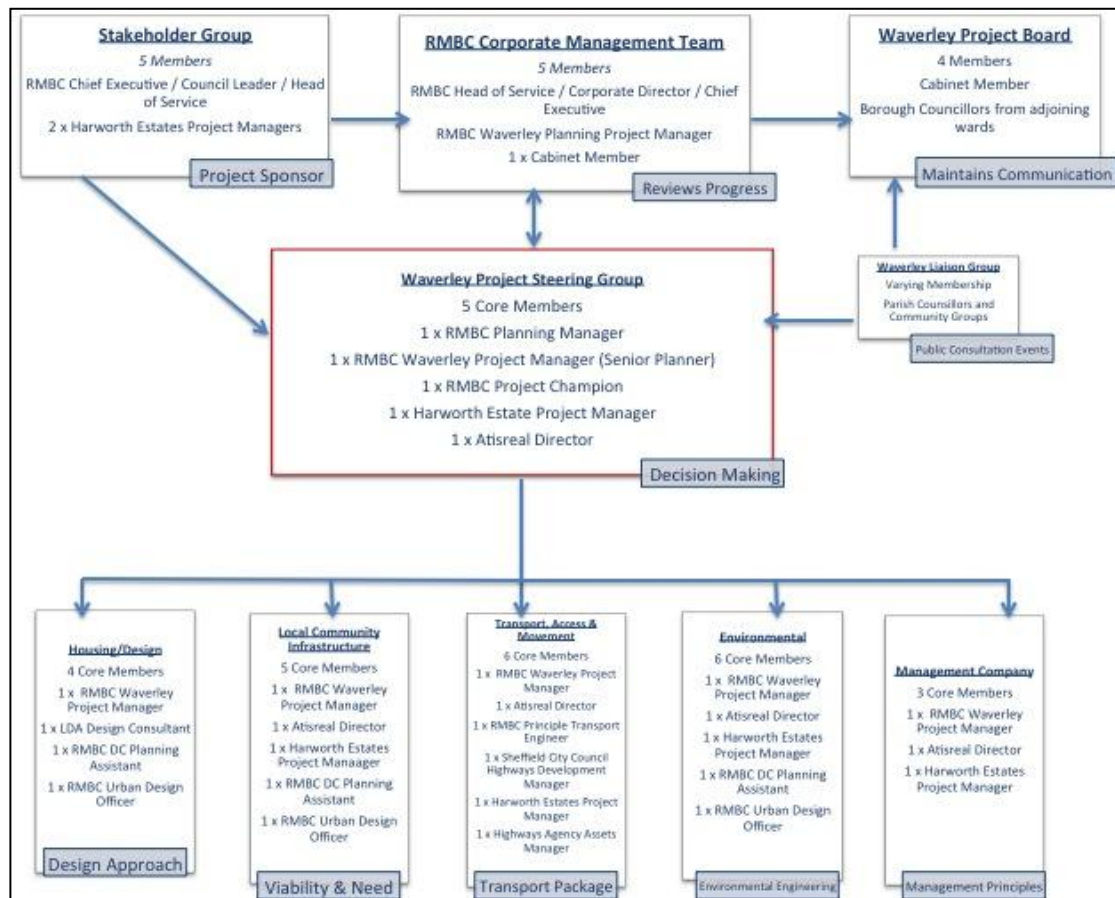 Stakeholder Group
5 Members
RMBC Chief Executive / Council Leader / Head
of Service
2 x Harworth Estates Project Managers
Project Sponsor
RMBC Corporate Management Team
5 Members
RMBC Head of Service / Corporate Director / Chief
Executive
RMBC Waverley Planning Project Manager
1 x Cabinet Member
Reviews Progress
Waverley Project Board
4 Members
Cabinet Member
Borough Councillors from adjoining
wards
Maintains Communication
Waverley Project Steering Group
5 Core Members
1 x RMBC Planning Manager
1 x RMBC Waverley Project Manager (Senior Planner)
1 x RMBC Project Champion
1 x Harworth Estate Project Manager
1 x Atisreal Director
Decision Making
Waverley Liaison Group
Varying Membership
Parish Counsillors and
Community Groups
Public Consultation Events
Housing/Design
4 Core Members
1 x RMBC Waverley
Project Manager
1 x LDA Design Consultant
1 x RMBC DC Planning
Assistant
1 x RMBC Urban Design
Officer
Design Approach
Local Community
Infrastructure
5 Core Members
1 x RMBC Waverley
Project Manager
1 x Atisreal Director
1 x Harworth Estates
Project Manaager
1 x RMBC DC Planning
Assistant
1 x RMBC Urban Design
Officer
Viability & Need
Transport, Access &
Movement
6 Core Members
1 x RMBC Waverley Project
Manager
1 x Atisreal Director
1 x RMBC Principle Transport
Engineer
1 x Sheffield City Council
Highways Development
Manager
1 x Harworth Estates Project
Manager
1 x Highways Agency Assets
Manager
Transport Package
Environmental
6 Core Members
1 x RMBC Waverley
Project Manager
1 x Atisreal Director
1 x Harworth Estates
Project Manager
1 x RMBC DC Planning
Assistant
1 x RMBC Urban Design
Officer
Environmental Engineering
Management Company
3 Core Members
1 x RMBC Waverley
Project Manager
1 x Atisreal Director
1 x Harworth Estates
Project Manager
Management Principles